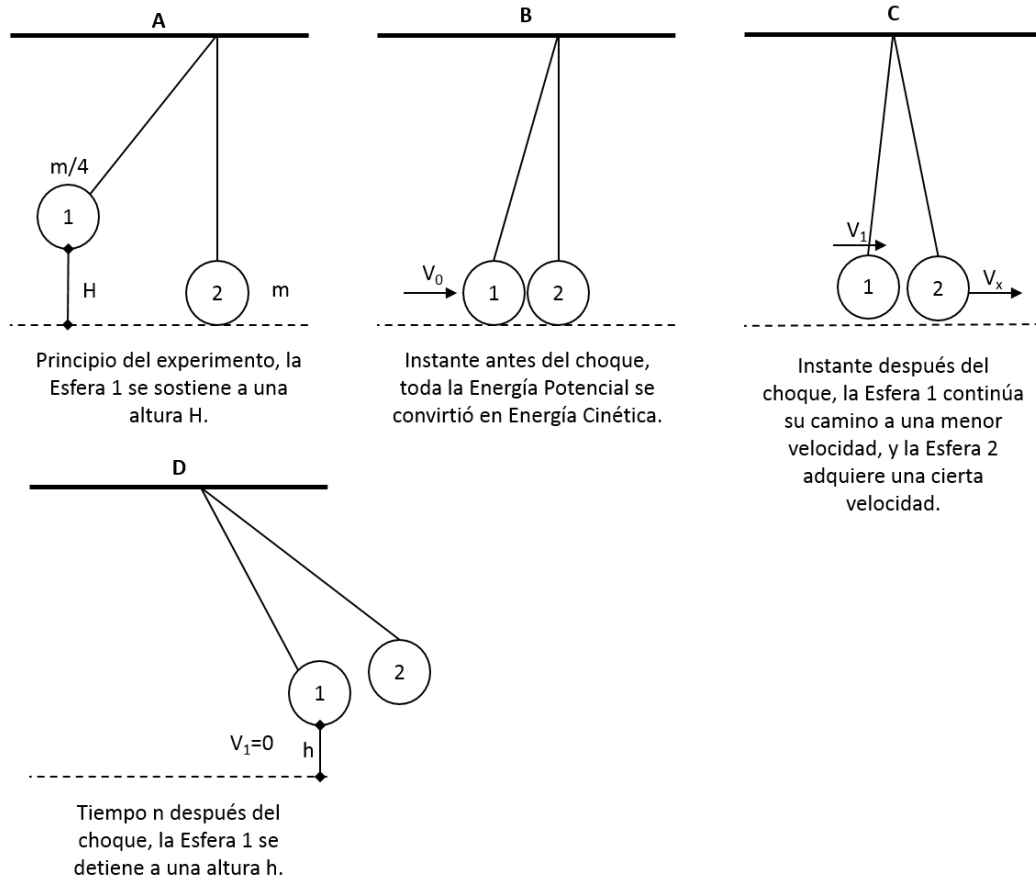 A
m/4
1
H
2
m
Principio del experimento, la
Esfera 1 se sostiene a una
altura H.
B
V₀
1
2
Instante antes del choque,
toda la Energía Potencial se
convirtió en Energía Cinética.
C
V₁
1
2
Vₓ
Instante después del
choque, la Esfera 1 continúa
su camino a una menor
velocidad, y la Esfera 2
adquiere una cierta
velocidad.
D
2
1
V₁=0
h
Tiempo n después del
choque, la Esfera 1 se
detiene a una altura h.